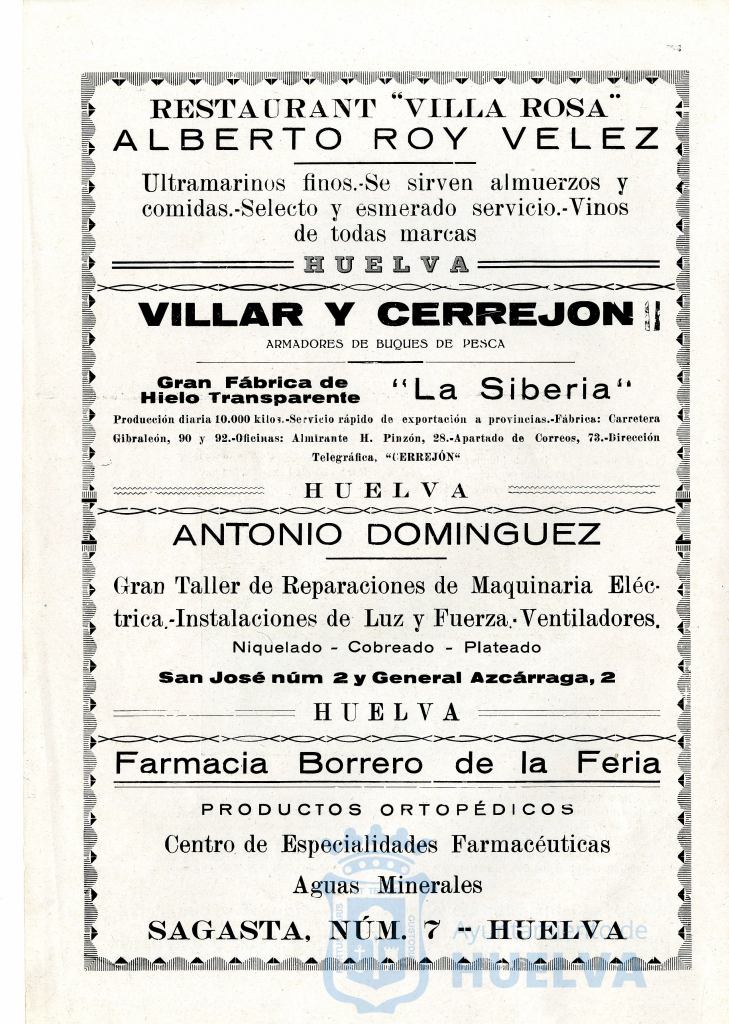 RESTAURANT "VILLA ROSA"
ALBERTO ROY VELEZ
Ultramarinos finos.-Se sirven almuerzos y
comidas.-Selecto y esmerado servicio.-Vinos
de todas marcas
HUELVA
VILLAR Y CERREJON
ARMADORES DE BUQUES DE PESCA
Gran Fábrica de
Hielo Transparente
"La Siberia"
Producción diaria 10.000 kilos.-Servicio rápido de exportación a provincias.-Fábrica: Carretera
Gibraleón, 90 y 92.-Oficinas: Almirante H. Pinzón, 28.-Apartado de Correos, 73.-Dirección
Telegráfica, "CERREJÓN"
HUELVA
ANTONIO DOMINGUEZ
Gran Taller de Reparaciones de Maquinaria Eléc-
trica.-Instalaciones de Luz y Fuerza.-Ventiladores.
Niquelado - Cobreado - Plateado
San José núm 2 y General Azcárraga, 2
HUELVA
Farmacia Borrero de la Feria
PRODUCTOS ORTOPÉDICOS
Centro de Especialidades Farmacéuticas
Aguas Minerales
SAGASTA, NÚM. 7 -- HUELVA
Ayuntamiento de
HUELVA